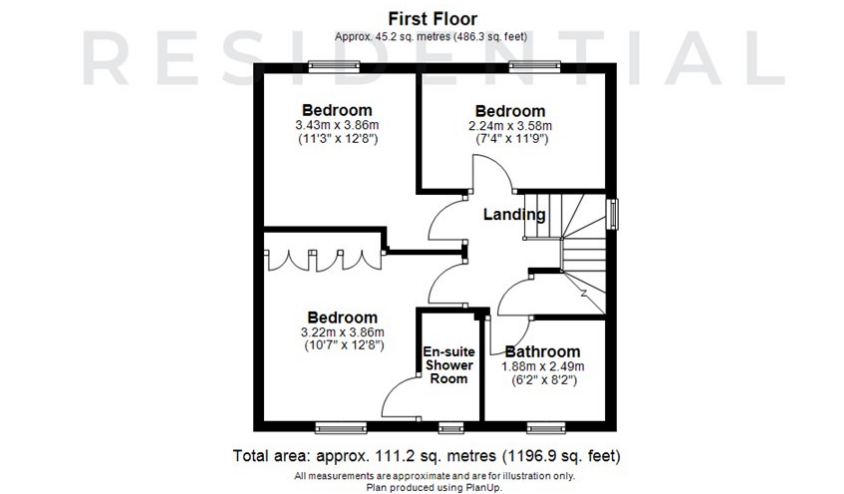 First Floor
Approx. 45.2 sq. metres (486.3 sq. feet)
RESIDENTIAL
Bedroom
3.43m x 3.86m
(11'3" x 12'8")
Bedroom
2.24m x 3.58m
(7'4" x 11'9")
Landing
Bedroom
3.22m x 3.86m
(10'7" x 12'8")
En-suite
Shower
Room
Bathroom
1.88m x 2.49m
(6'2" x 8'2")
Total area: approx. 111.2 sq. metres (1196.9 sq. feet)
All measurements are approximate and are for illustration only.
Plan produced using PlanUp.